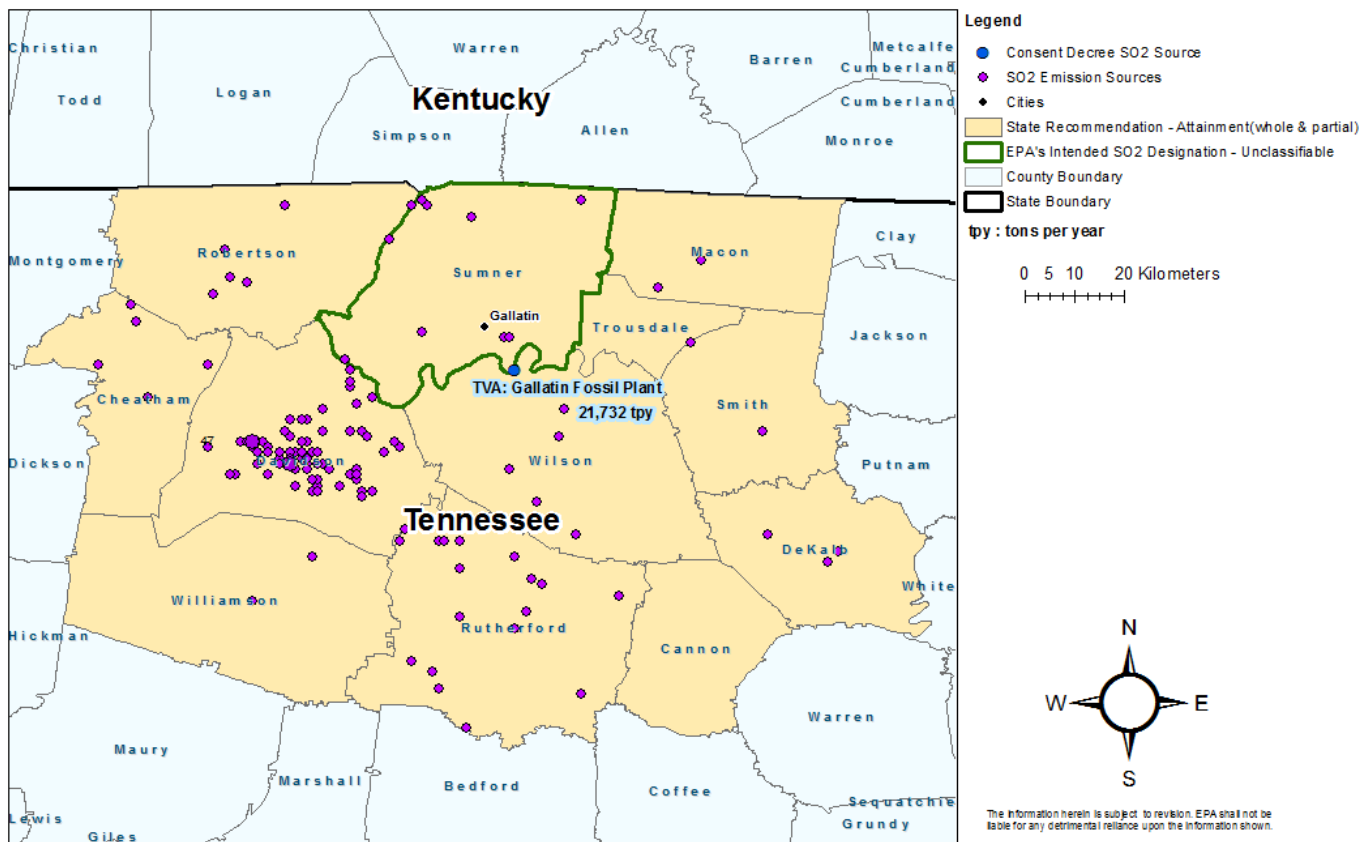 Christian
Warren
Metcalfe
Barren
Cumberland
Todd
Logan
Kentucky
Cumberland
Simpson
Allen
Monroe
Clay
Montgomery
Robertson
Macon
Sumner
Gallatin
Trousdale
Jackson
TVA: Gallatin Fossil Plant
21,732 tpy
Cheatham
Smith
47
Davidson
Wilson
Dickson
Putnam
Tennessee
DeKalb
White
Williamson
Hickman
Rutherford
Cannon
Warren
Maury
Marshall
Bedford
Coffee
Sequatchie
Lewis
Grundy
Giles
Legend
Consent Decree SO2 Source
SO2 Emission Sources
Cities
State Recommendation - Attainment(whole & partial)
EPA's Intended SO2 Designation - Unclassifiable
County Boundary
State Boundary
tpy : tons per year
0 5 10 20 Kilometers
N
W E
S
The information herein is subject to revision. EPA shall not be
liable for any detrimental reliance upon the information shown.